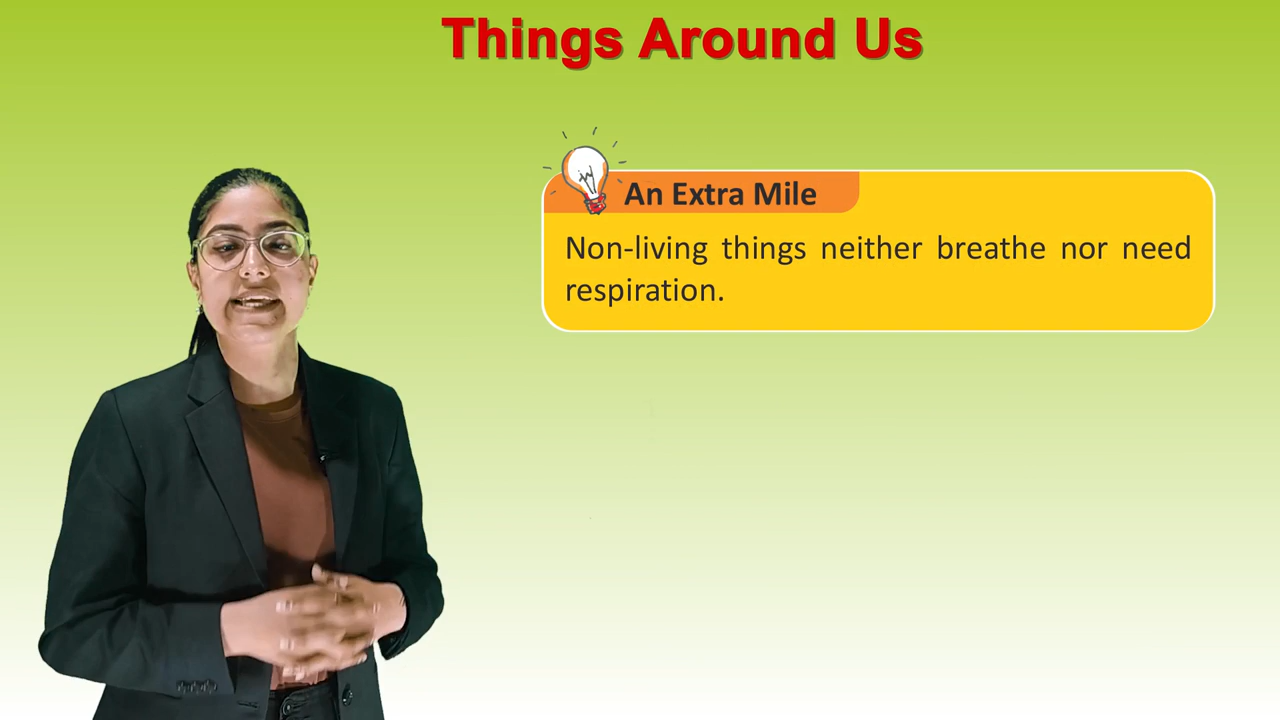 Things Around Us
An Extra Mile
Non-living things neither breathe nor need
respiration.